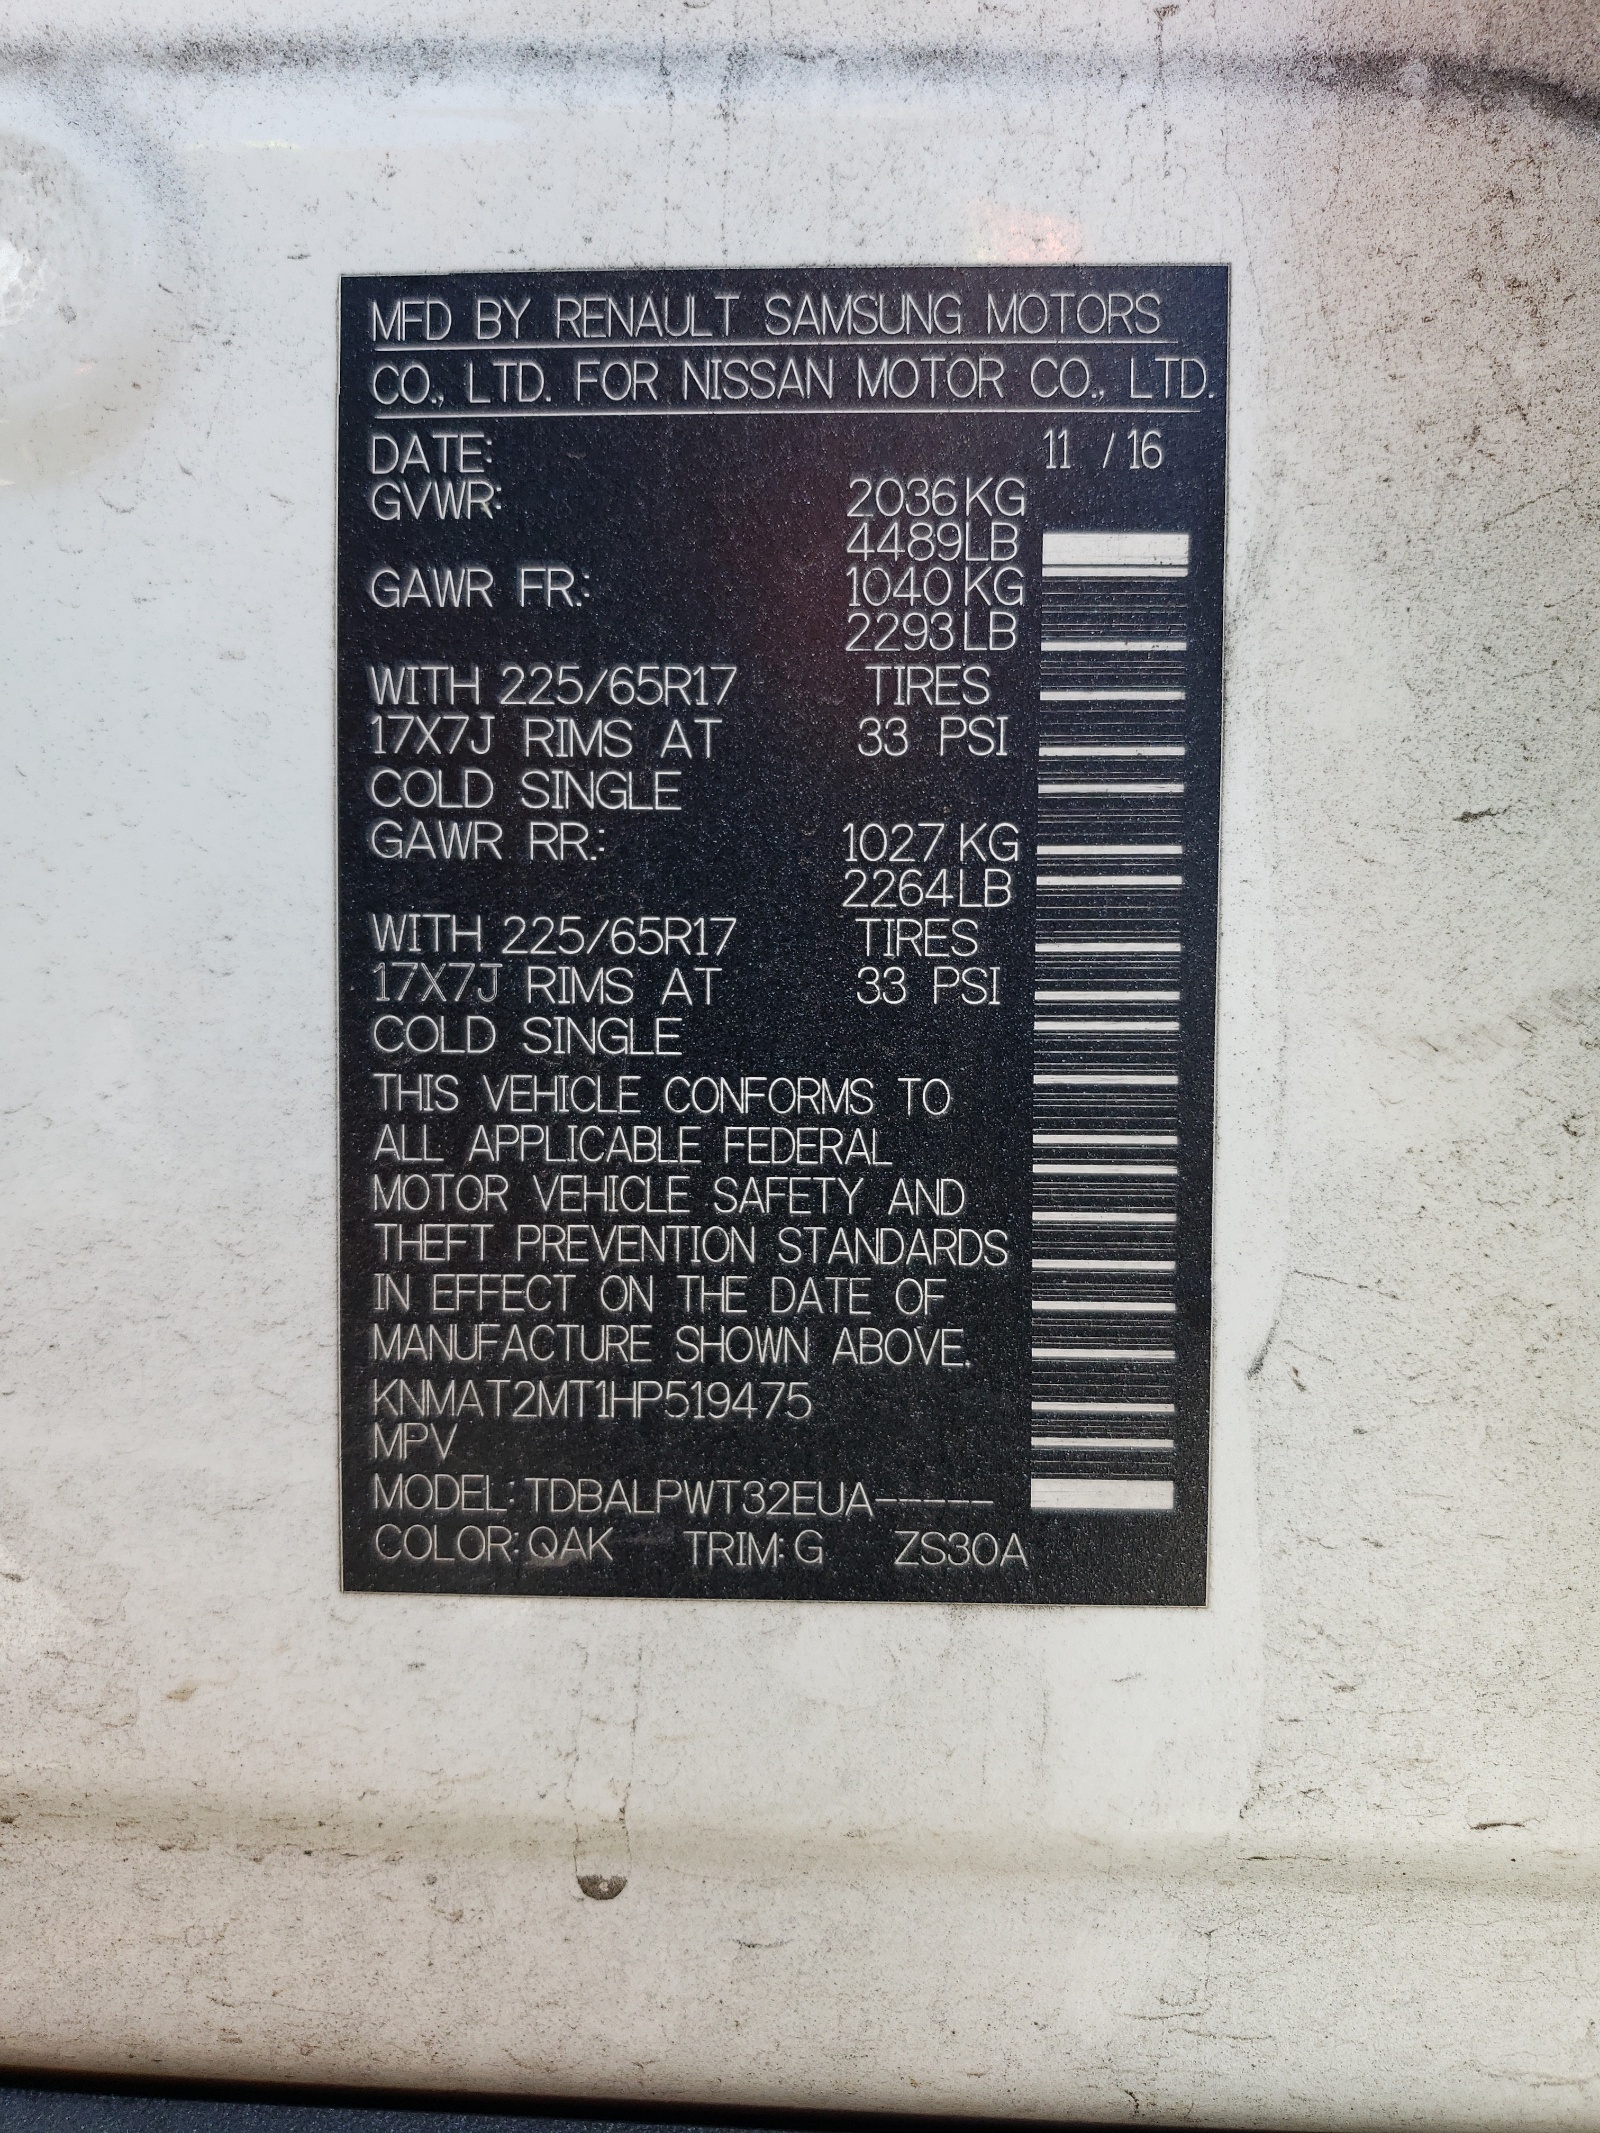 MFD BY RENAULT SAMSUNG MOTORS
CO., LTD. FOR NISSAN MOTOR CO., LTD.
DATE: 11 / 16
GVWR: 2036 KG
4489 LB
GAWR FR.: 1040 KG
2293 LB
WITH 225/65R17 TIRES
17X7J RIMS AT 33 PSI
COLD SINGLE
GAWR RR.: 1027 KG
2264 LB
WITH 225/65R17 TIRES
17X7J RIMS AT 33 PSI
COLD SINGLE
THIS VEHICLE CONFORMS TO
ALL APPLICABLE FEDERAL
MOTOR VEHICLE SAFETY AND
THEFT PREVENTION STANDARDS
IN EFFECT ON THE DATE OF
MANUFACTURE SHOWN ABOVE.
KNMAT2MT1HP519475
MPV
MODEL: TDBALPWT32EUA-----
COLOR: QAK TRIM: G ZS30A